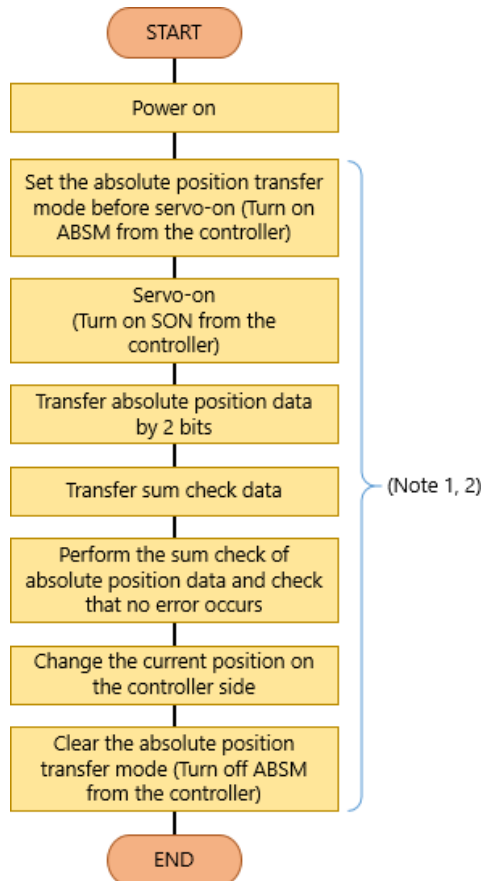 START
Power on
Set the absolute position transfer
mode before servo-on (Turn on
ABSM from the controller)
Servo-on
(Turn on SON from the
controller)
Transfer absolute position data
by 2 bits
Transfer sum check data
(Note 1, 2)
Perform the sum check of
absolute position data and check
that no error occurs
Change the current position on
the controller side
Clear the absolute position
transfer mode (Turn off ABSM
from the controller)
END